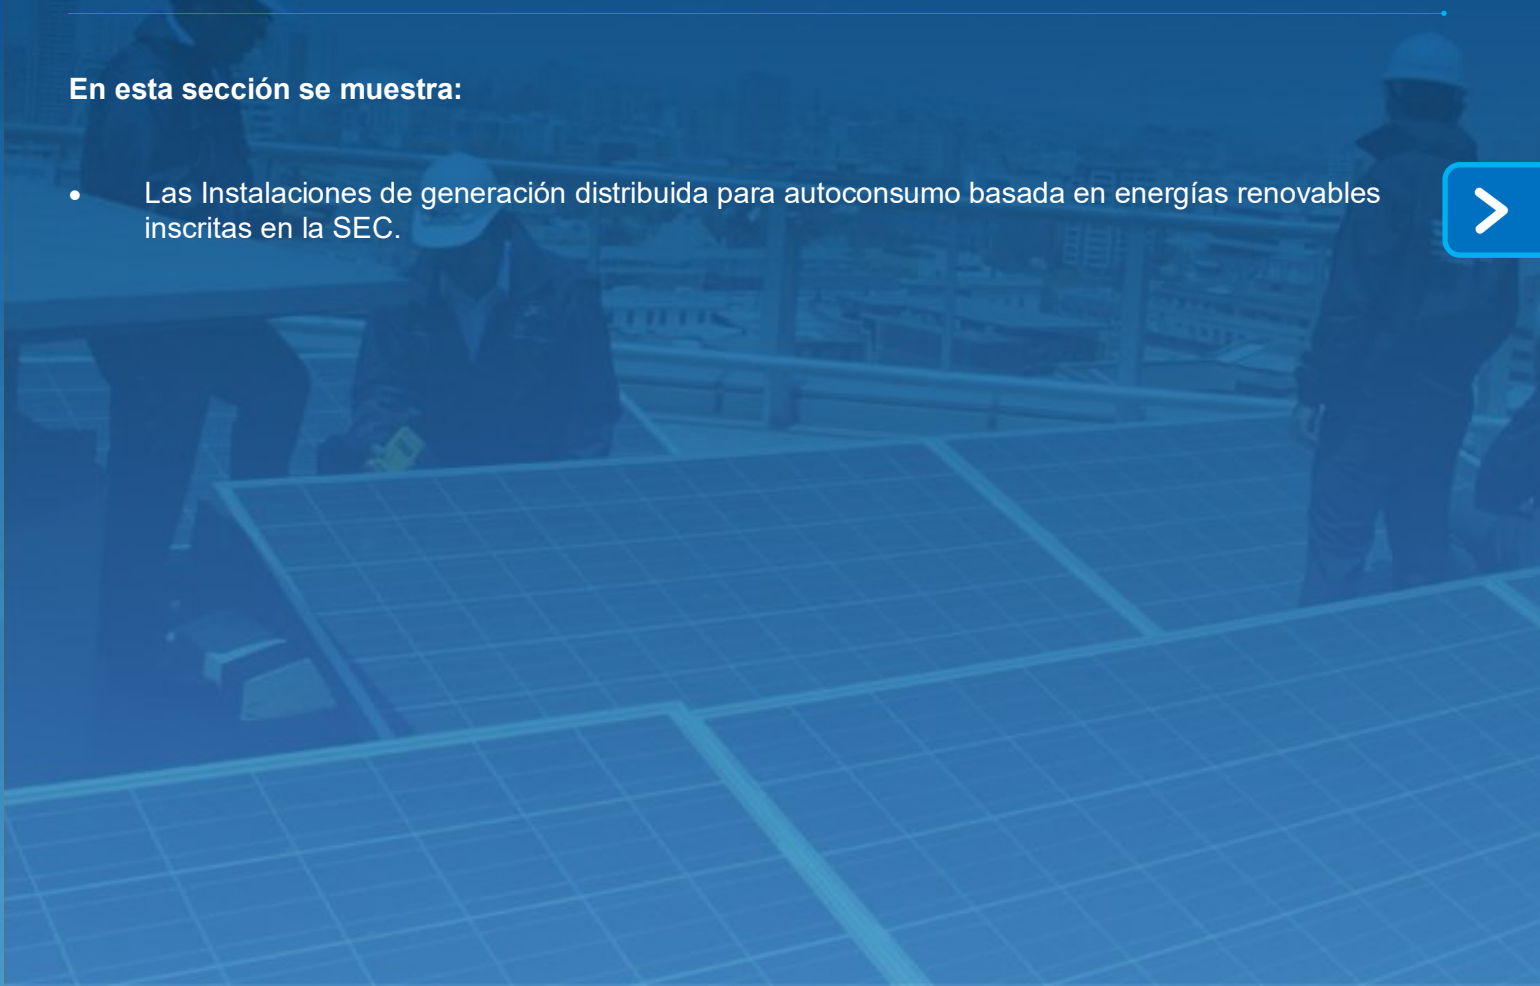 En esta sección se muestra:
• Las Instalaciones de generación distribuida para autoconsumo basada en energías renovables
inscritas en la SEC.